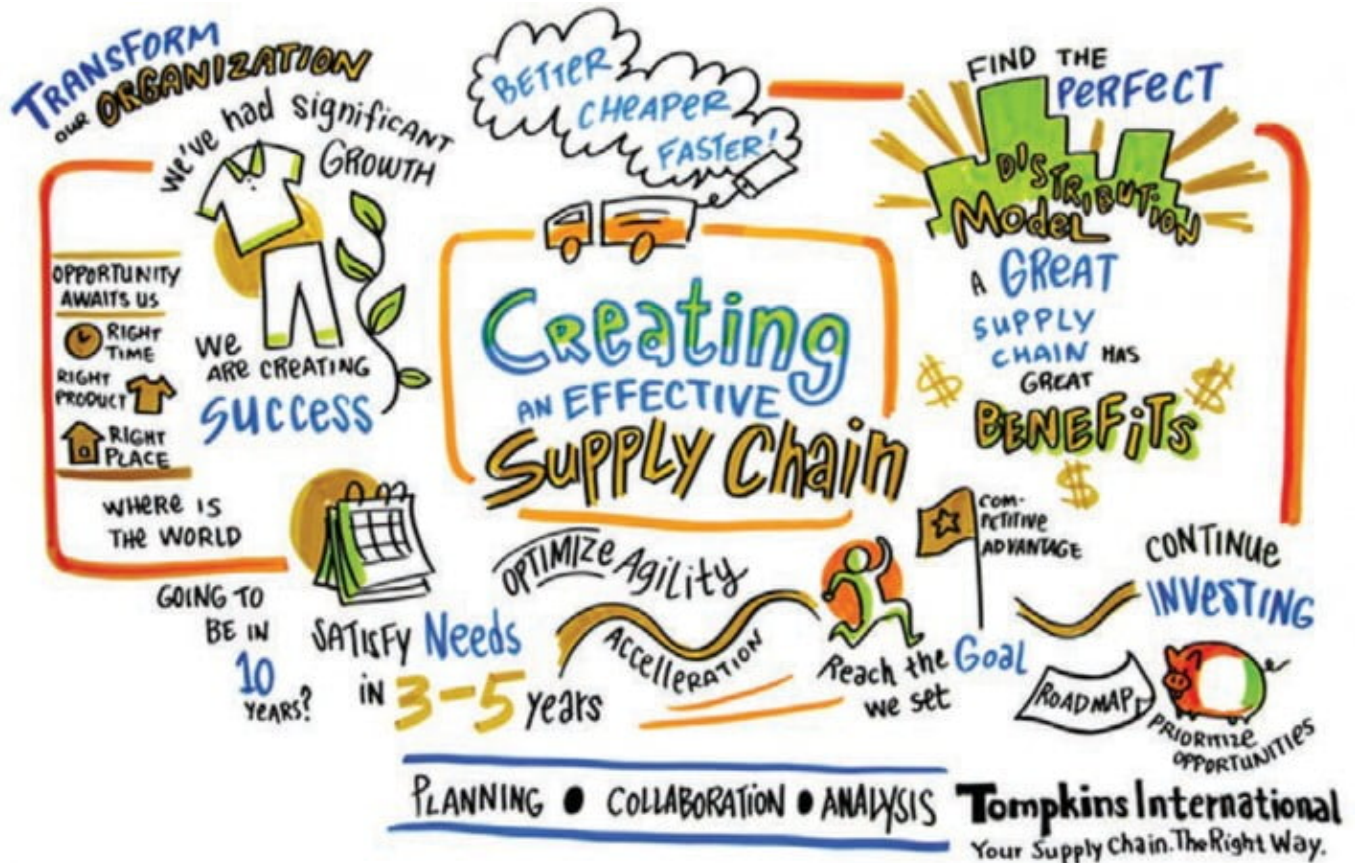 TRANSFORM
OUR ORGANIZATION
We've had significant
GROWTH
OPPORTUNITY
AWAITS US
RIGHT
TIME
RIGHT
PRODUCT
RIGHT
PLACE
We
ARE CREATING
SUCCESS
WHERE IS
THE WORLD
GOING TO
BE IN
10
YEARS?
SATISFY Needs
in 3-5 years
BETTER
CHEAPER
FASTER!
Creating
AN EFFECTIVE
Supply Chain
OPTIMIZE Agility
ACCELLERATION
Reach the Goal
we set
FIND THE
PERFECT
DISTRIBUTION
MODEL
A GREAT
SUPPLY
CHAIN HAS
GREAT
BENEFITS
COM-
PETITIVE
ADVANTAGE
CONTINUE
INVESTING
ROADMAP
PRIORITIZE
OPPORTUNITIES
PLANNING • COLLABORATION • ANALYSIS
Tompkins International
Your Supply Chain. The Right Way.